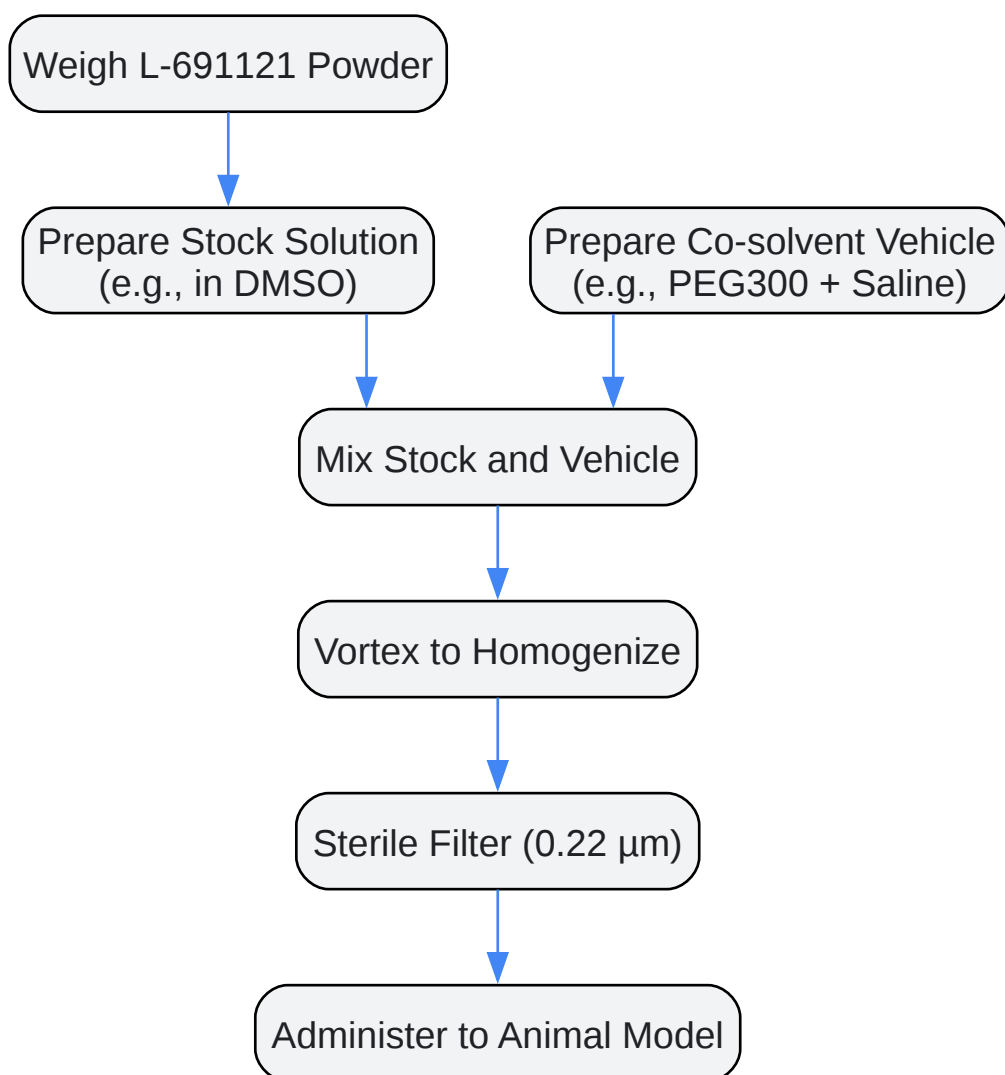 Weigh L-691121 Powder
Prepare Stock Solution
(e.g., in DMSO)
Prepare Co-solvent Vehicle
(e.g., PEG300 + Saline)
Mix Stock and Vehicle
Vortex to Homogenize
Sterile Filter (0.22 µm)
Administer to Animal Model